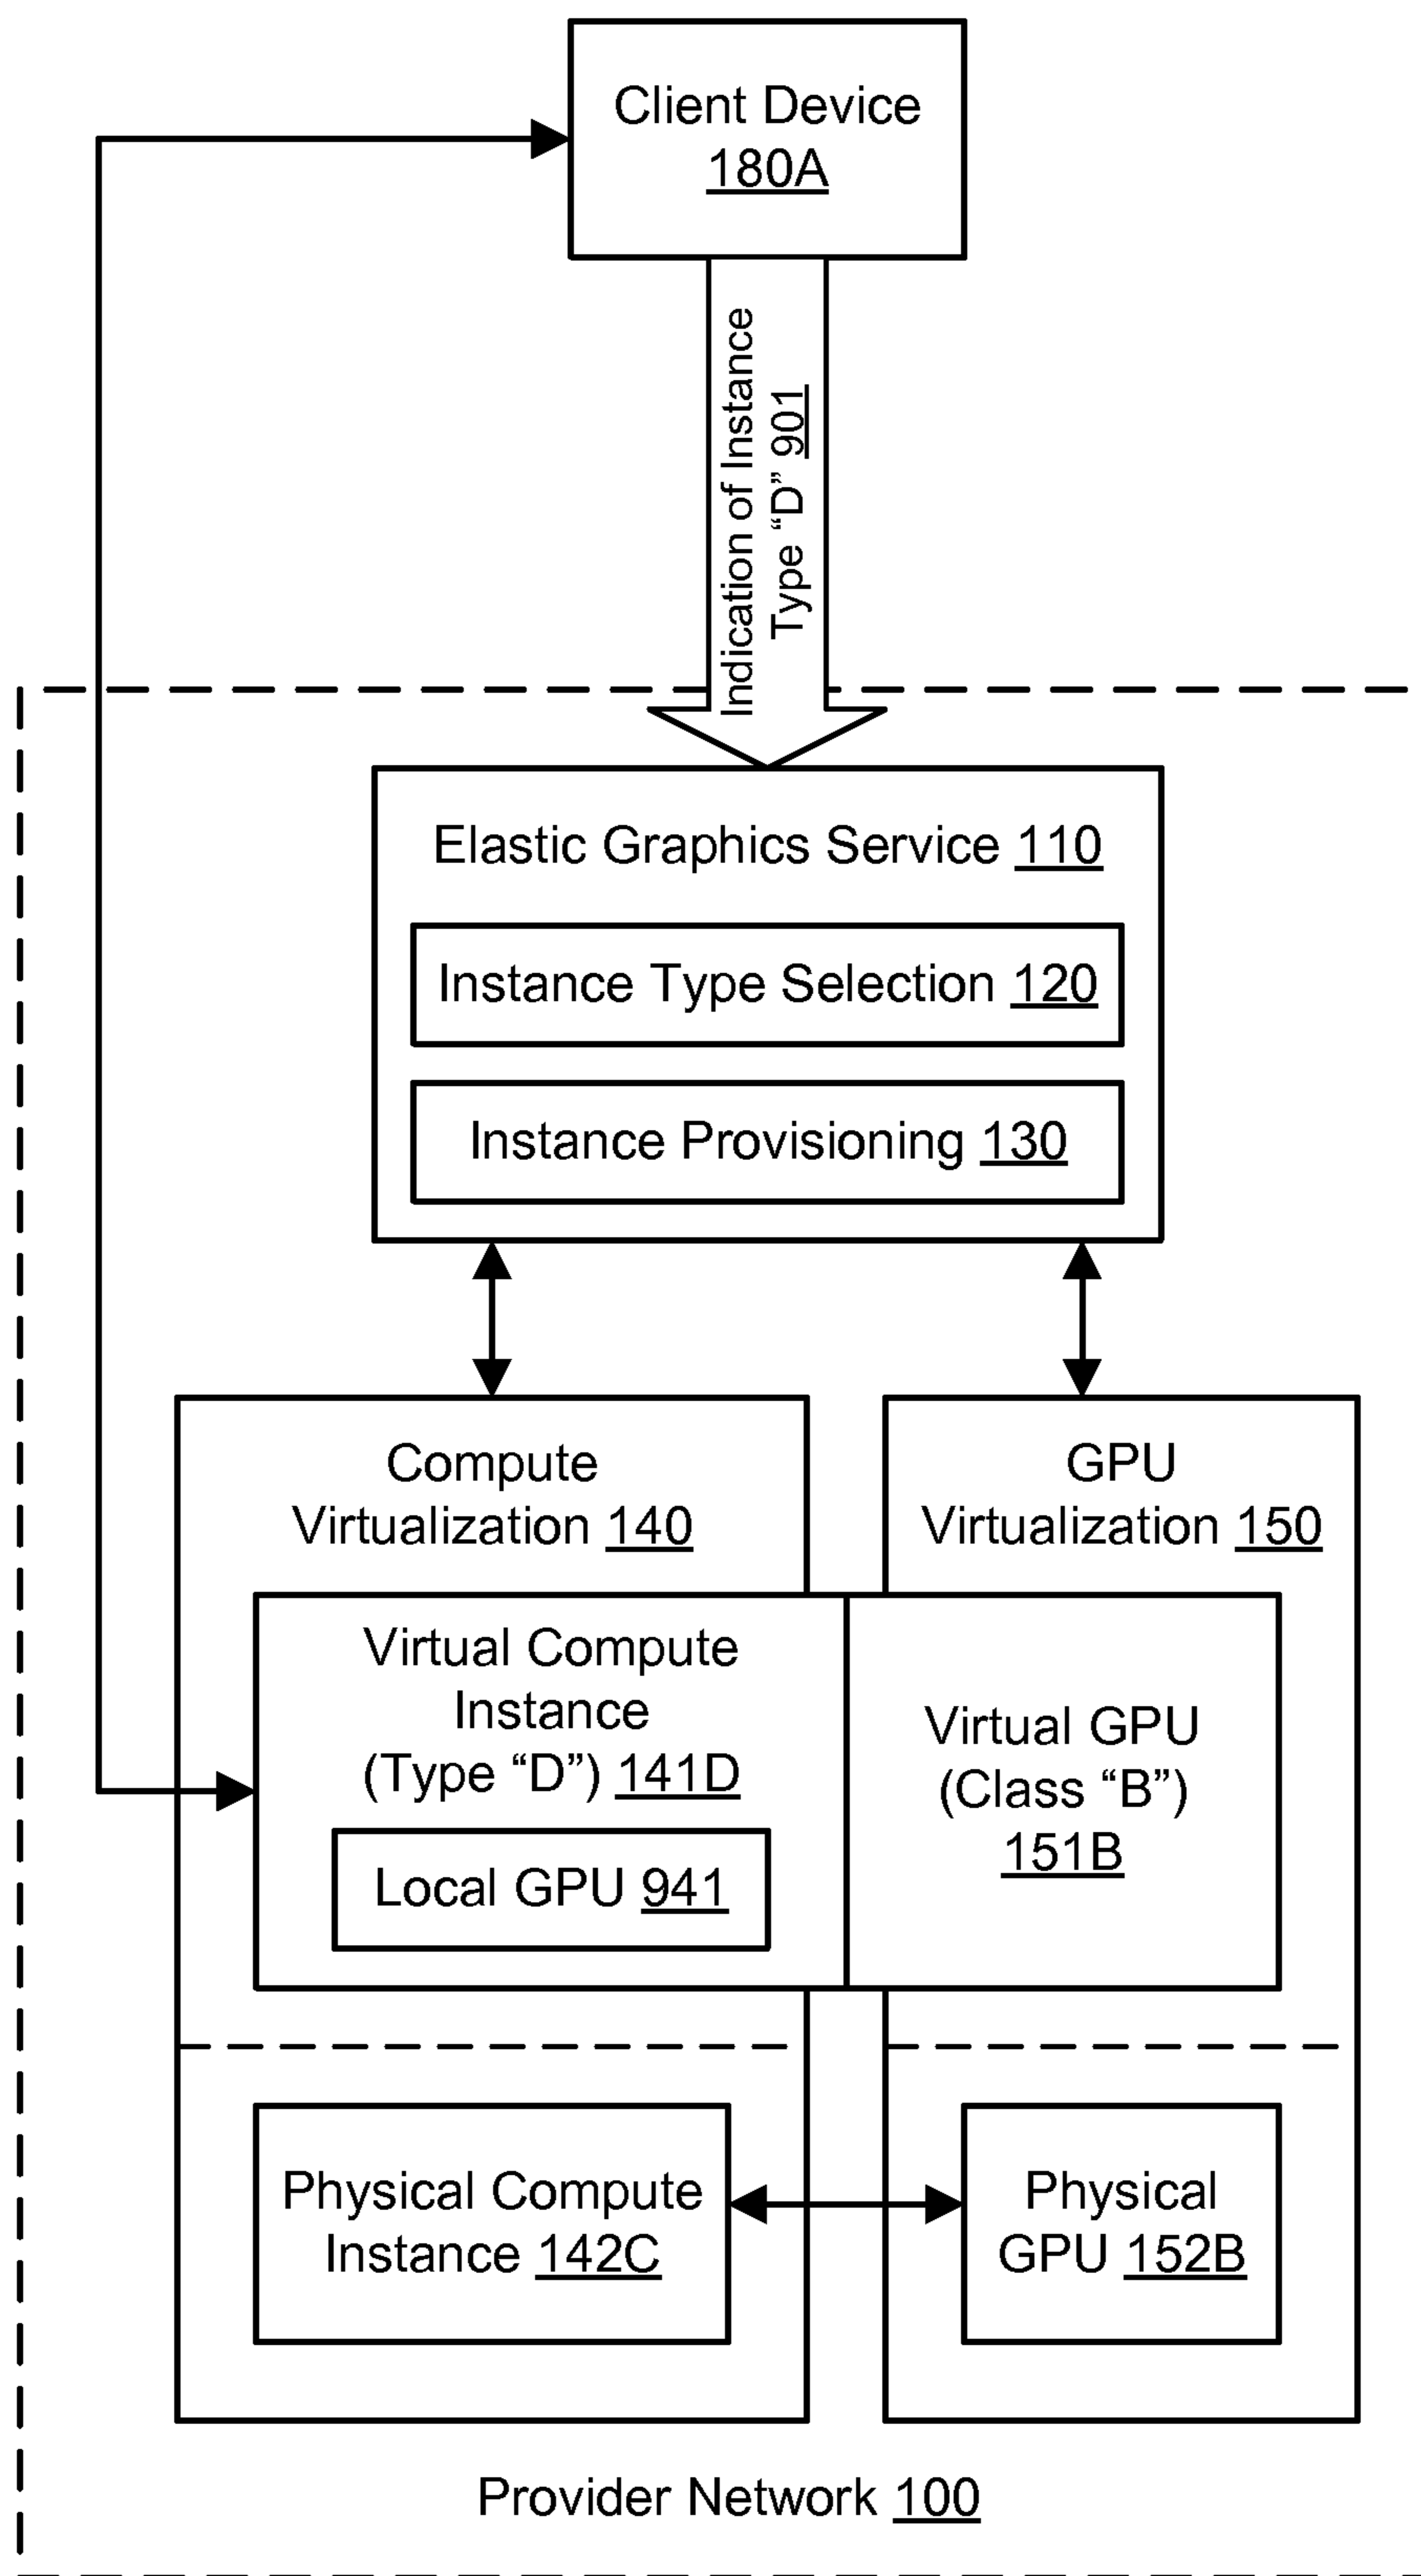 Client Device
180A
Indication of Instance
Type “D” 901
Elastic Graphics Service 110
Instance Type Selection 120
Instance Provisioning 130
Compute
Virtualization 140
GPU
Virtualization 150
Virtual Compute
Instance
(Type “D”) 141D
Local GPU 941
Virtual GPU
(Class “B”)
151B
Physical Compute
Instance 142C
Physical
GPU 152B
Provider Network 100